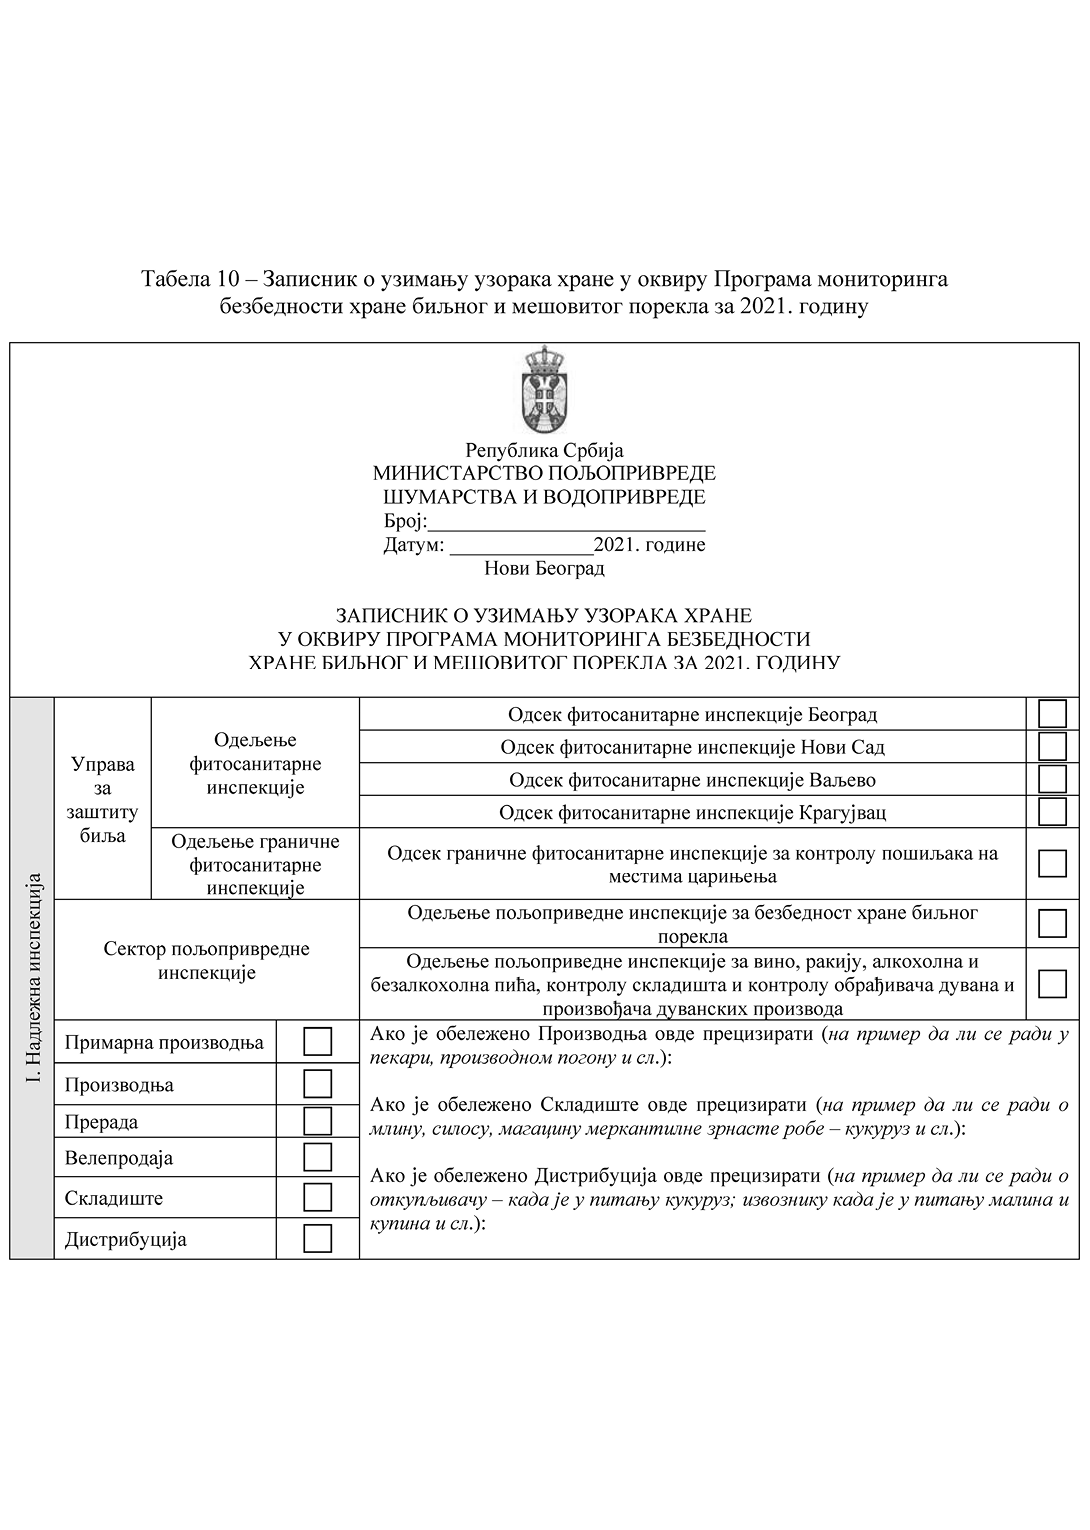 Табела 10 – Записник о узимању узорака хране у оквиру Програма мониторинга
безбедности хране биљног и мешовитог порекла за 2021. годину
Република Србија
МИНИСТАРСТВО ПОЉОПРИВРЕДЕ
ШУМАРСТВА И ВОДОПРИВРЕДЕ
Број:___________________________
Датум: ______________2021. године
Нови Београд
ЗАПИСНИК О УЗИМАЊУ УЗОРАКА ХРАНЕ
У ОКВИРУ ПРОГРАМА МОНИТОРИНГА БЕЗБЕДНОСТИ
ХРАНЕ БИЉНОГ И МЕШОВИТОГ ПОРЕКЛА ЗА 2021. ГОДИНУ
I. Надлежна инспекција
Управа
за
заштиту
биља
Одељење
фитосанитарне
инспекције
Одсек фитосанитарне инспекције Београд
Одсек фитосанитарне инспекције Нови Сад
Одсек фитосанитарне инспекције Ваљево
Одсек фитосанитарне инспекције Крагујвац
Одељење граничне
фитосанитарне
инспекције
Одсек граничне фитосанитарне инспекције за контролу пошиљака на
местима царињења
Сектор пољопривредне
инспекције
Одељење пољоприведне инспекције за безбедност хране биљног
порекла
Одељење пољоприведне инспекције за вино, ракију, алкохолна и
безалкохолна пића, контролу складишта и контролу обрађивача дувана и
произвођача дуванских производа
Примарна производња
Производња
Прерада
Велепродаја
Складиште
Дистрибуција
Ако је обележено Производња овде прецизирати (на пример да ли се ради у
пекари, производном погону и сл.):
Ако је обележено Складиште овде прецизирати (на пример да ли се ради о
млину, силосу, магацину меркантилне зрнасте робе – кукуруз и сл.):
Ако је обележено Дистрибуција овде прецизирати (на пример да ли се ради о
откупљивачу – када је у питању кукуруз; извознику када је у питању малина и
купина и сл.):